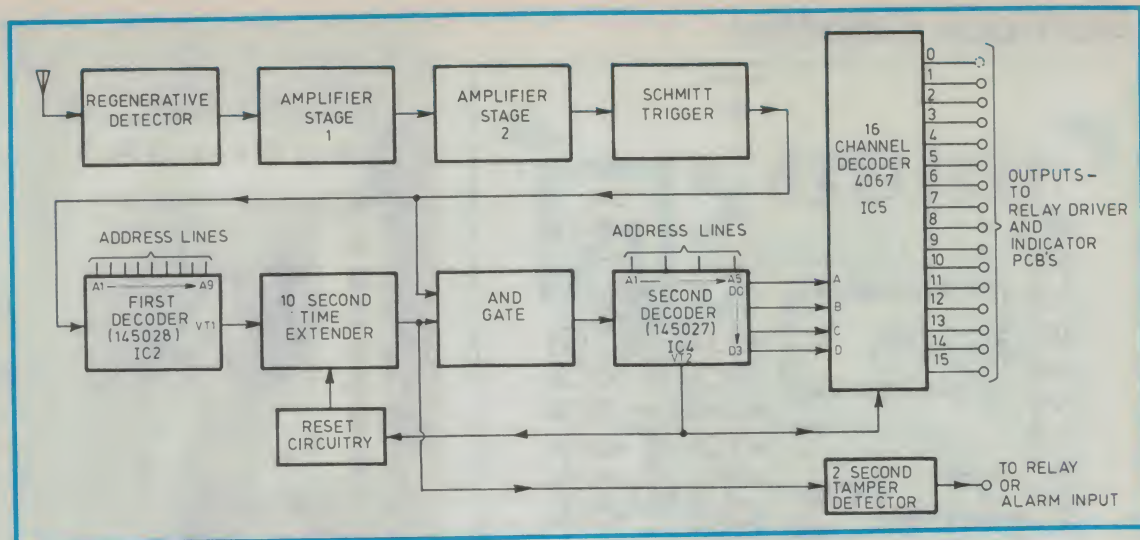 REGENERATIVE
DETECTOR
AMPLIFIER
STAGE
1
AMPLIFIER
STAGE
2
SCHMITT
TRIGGER
16
CHANNEL
DECODER
4067
IC5
0
1
2
3
4
5
6
7
8
9
10
11
12
13
14
15
OUTPUTS-
TO
RELAY DRIVER
AND
INDICATOR
PCB'S
A
B
C
D
ADDRESS LINES
A1 A9
FIRST
DECODER
(145028)
IC2
VT1
10 SECOND
TIME
EXTENDER
AND
GATE
ADDRESS LINES
A1 A5
D0
SECOND
DECODER
(145027)
IC4
VT2
D3
RESET
CIRCUITRY
2 SECOND
TAMPER
DETECTOR
TO RELAY
OR
ALARM INPUT